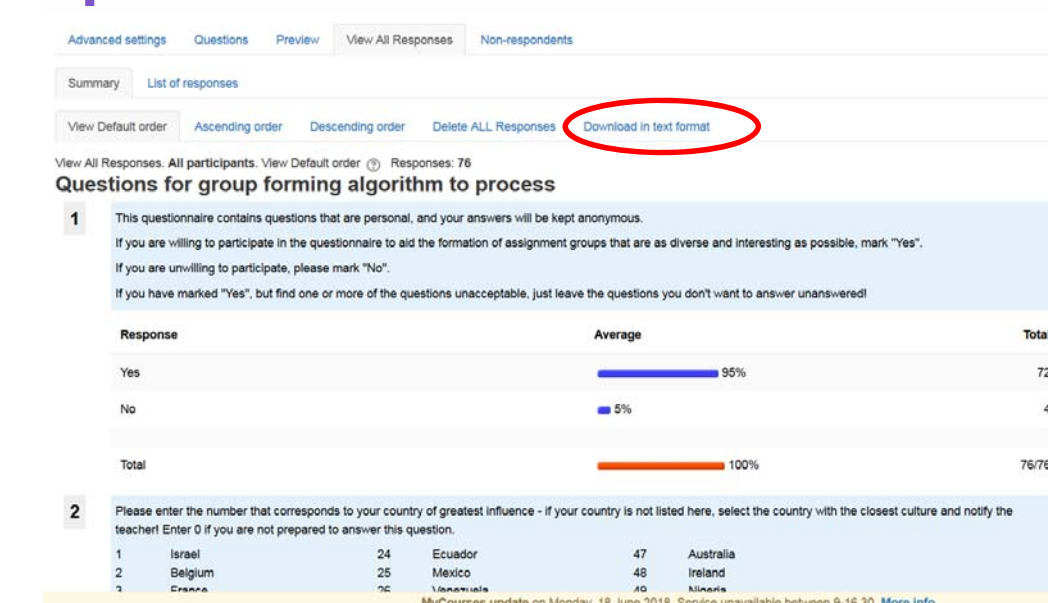 Advanced settings Questions Preview View All Responses Non-respondents
Summary List of responses
View Default order Ascending order Descending order Delete ALL Responses Download in text format
View All Responses. All participants. View Default order Responses: 76
Questions for group forming algorithm to process
1 This questionnaire contains questions that are personal, and your answers will be kept anonymous.
If you are willing to participate in the questionnaire to aid the formation of assignment groups that are as diverse and interesting as possible, mark "Yes".
If you are unwilling to participate, please mark "No".
If you have marked "Yes", but find one or more of the questions unacceptable, just leave the questions you don't want to answer unanswered!
Response Average Total
Yes 95% 72
No 5% 4
Total 100% 76/76
2 Please enter the number that corresponds to your country of greatest influence - if your country is not listed here, select the country with the closest culture and notify the
teacher! Enter 0 if you are not prepared to answer this question.
1 Israel 24 Ecuador 47 Australia
2 Belgium 25 Mexico 48 Ireland
3 France 26 Venezuela 49 Nigeria
MyCourses update on Monday, 18 June 2018. Service unavailable between 9-16.30. More info